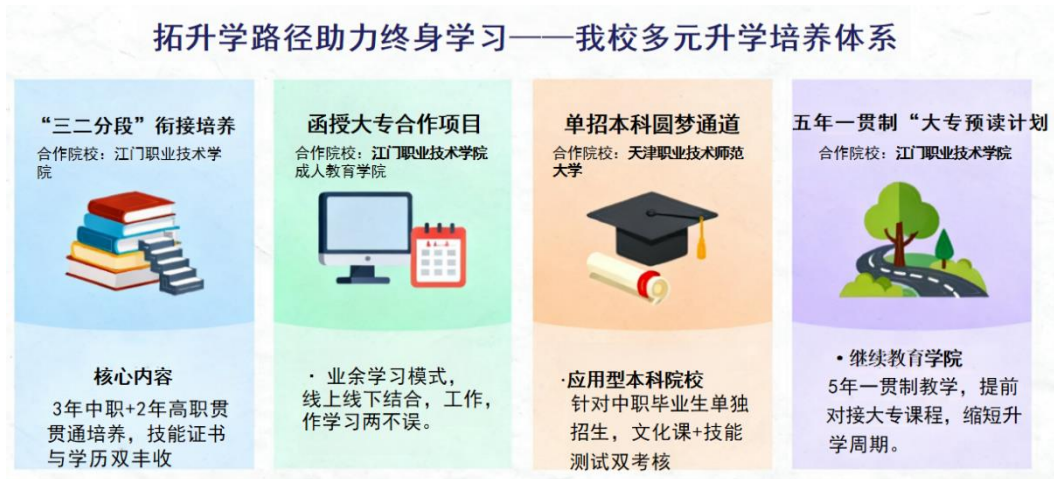 拓升学路径助力终身学习——我校多元升学培养体系
“三二分段”衔接培养
合作院校：江门职业技术学
院
核心内容
3年中职+2年高职贯
贯通培养，技能证书
与学历双丰收
函授大专合作项目
合作院校：江门职业技术学院
成人教育学院
· 业余学习模式，
线上线下结合，工作，
作学习两不误。
单招本科圆梦通道
合作院校：天津职业技术师范
大学
·应用型本科院校
针对中职毕业生单独
招生，文化课+技能
测试双考核
五年一贯制“大专预读计划
合作院校：江门职业技术学院
•继续教育学院
5年一贯制教学，提前
对接大专课程，缩短升
学周期。